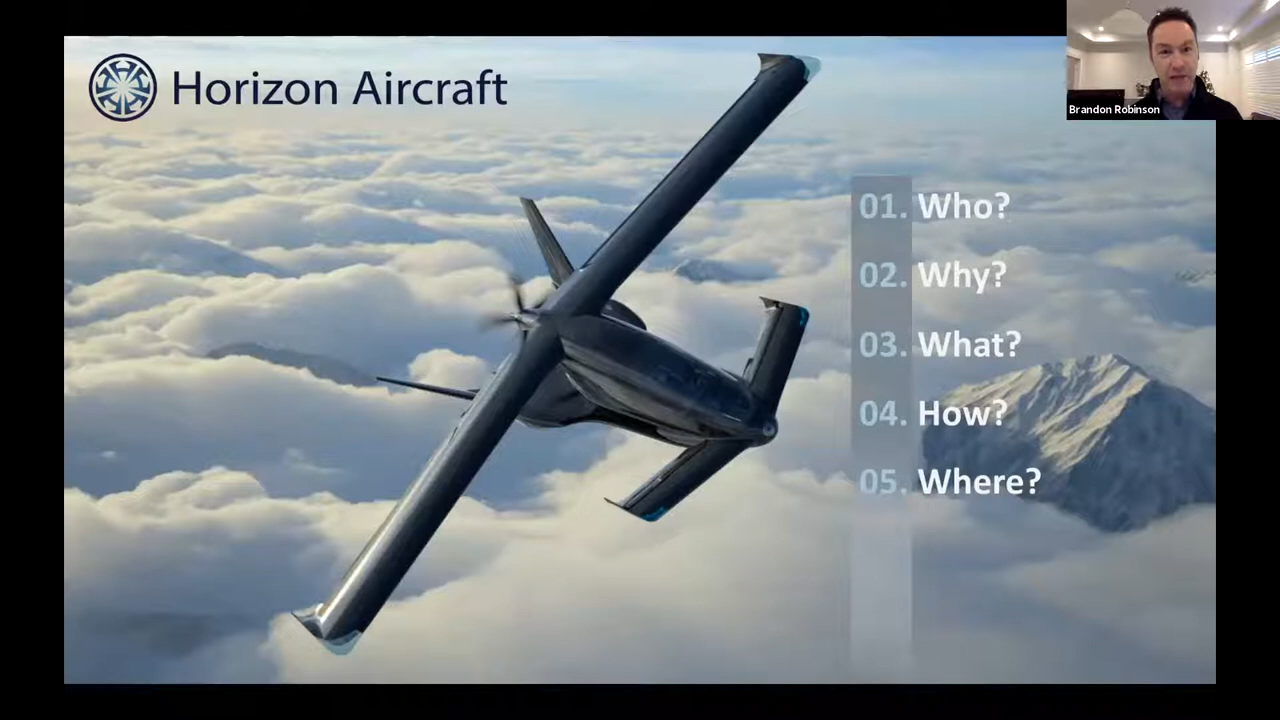 Horizon Aircraft
Brandon Robinson
01. Who?
02. Why?
03. What?
04. How?
05. Where?